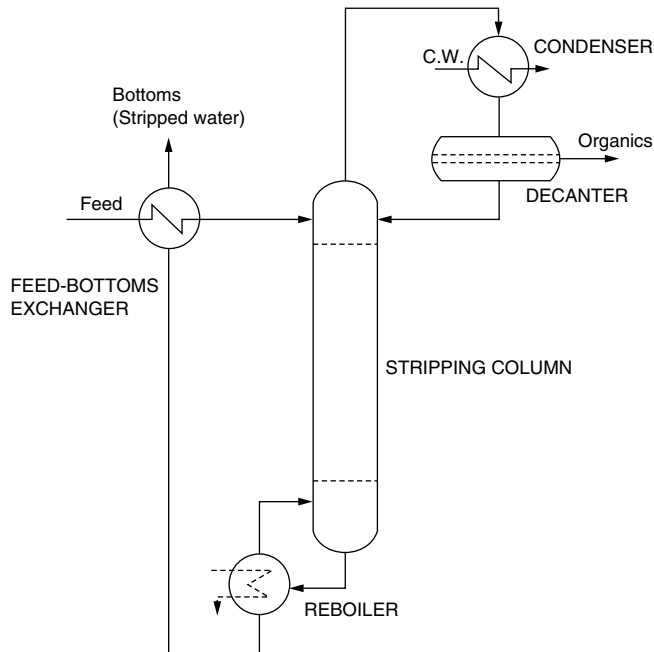 C.W.
CONDENSER
Bottoms
(Stripped water)
Organics
DECANTER
Feed
FEED-BOTTOMS
EXCHANGER
STRIPPING COLUMN
REBOILER